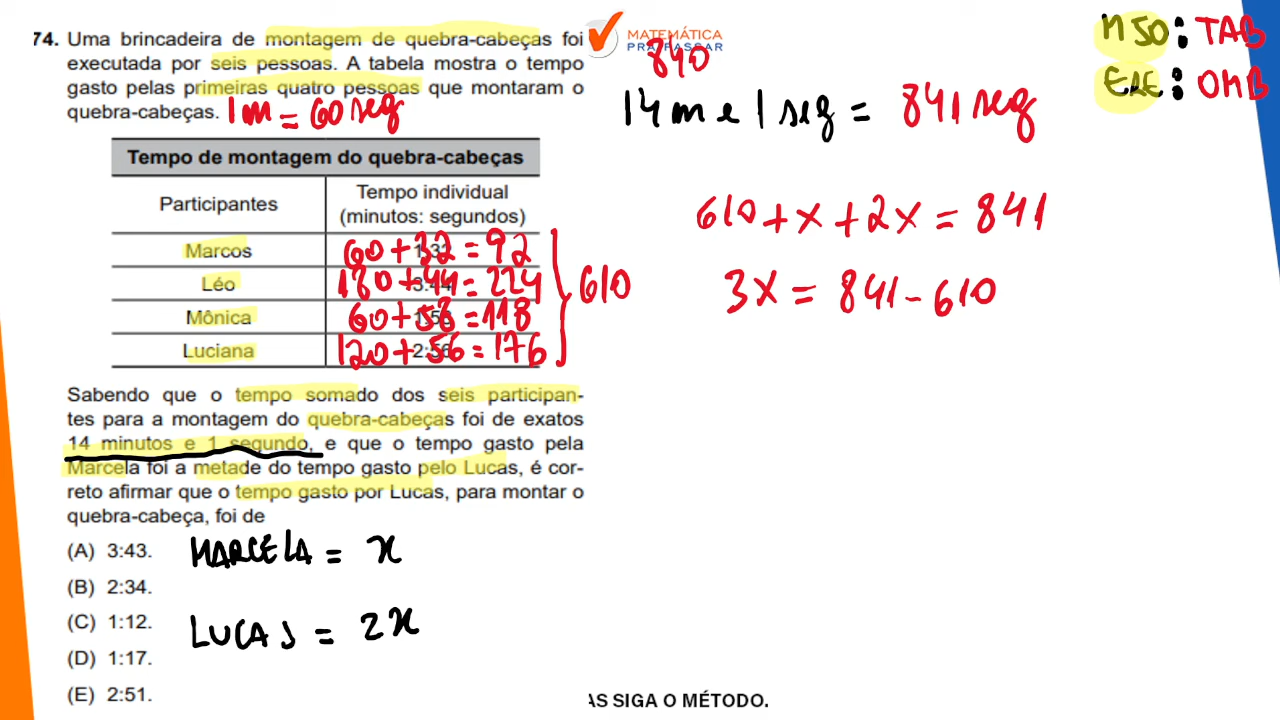 74. Uma brincadeira de montagem de quebra-cabeças foi
executada por seis pessoas. A tabela mostra o tempo
gasto pelas primeiras quatro pessoas que montaram o
quebra-cabeças. 1m = 60 seg
Tempo de montagem do quebra-cabeças
Participantes
Tempo individual
(minutos: segundos)
Marcos 60+32=92
Léo 180+44=224
Mônica 60+58=118
Luciana 120+56=176
610
Sabendo que o tempo somado dos seis participan-
tes para a montagem do quebra-cabeças foi de exatos
14 minutos e 1 segundo, e que o tempo gasto pela
Marcela foi a metade do tempo gasto pelo Lucas, é cor-
reto afirmar que o tempo gasto por Lucas, para montar o
quebra-cabeça, foi de
(A) 3:43.
(B) 2:34.
(C) 1:12.
(D) 1:17.
(E) 2:51.
MARCELA = x
LUCAS = 2x
MATEMÁTICA
PRA PASSAR
840
14m e 1 seg = 841 seg
610 + x + 2x = 841
3x = 841 - 610
: TAB
: OMB
AS SIGA O MÉTODO.